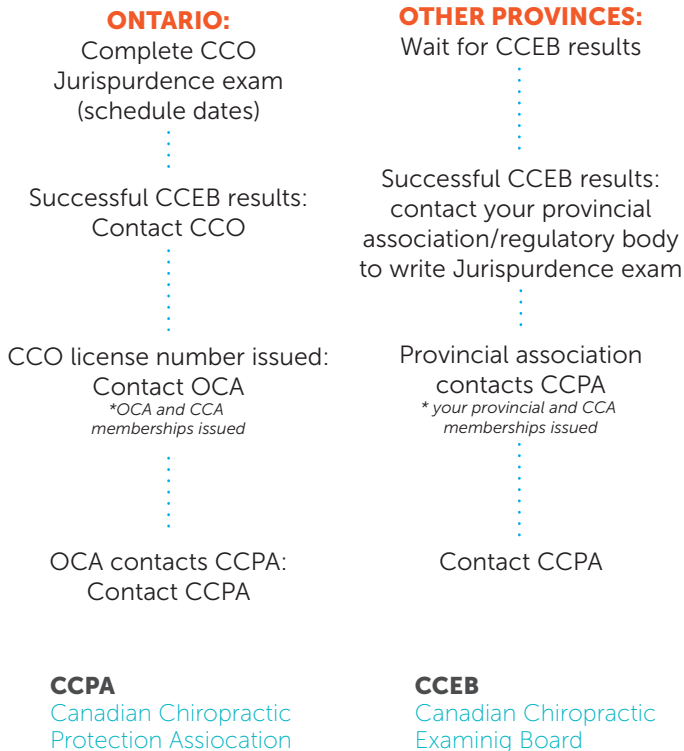 ONTARIO:
Complete CCO
Jurispurdence exam
(schedule dates)
Successful CCEB results:
Contact CCO
CCO license number issued:
Contact OCA
*OCA and CCA
memberships issued
OCA contacts CCPA:
Contact CCPA
OTHER PROVINCES:
Wait for CCEB results
Successful CCEB results:
contact your provincial
association/regulatory body
to write Jurispurdence exam
Provincial association
contacts CCPA
* your provincial and CCA
memberships issued
Contact CCPA
CCPA
Canadian Chiropractic
Protection Assiocation
CCEB
Canadian Chiropractic
Examinig Board